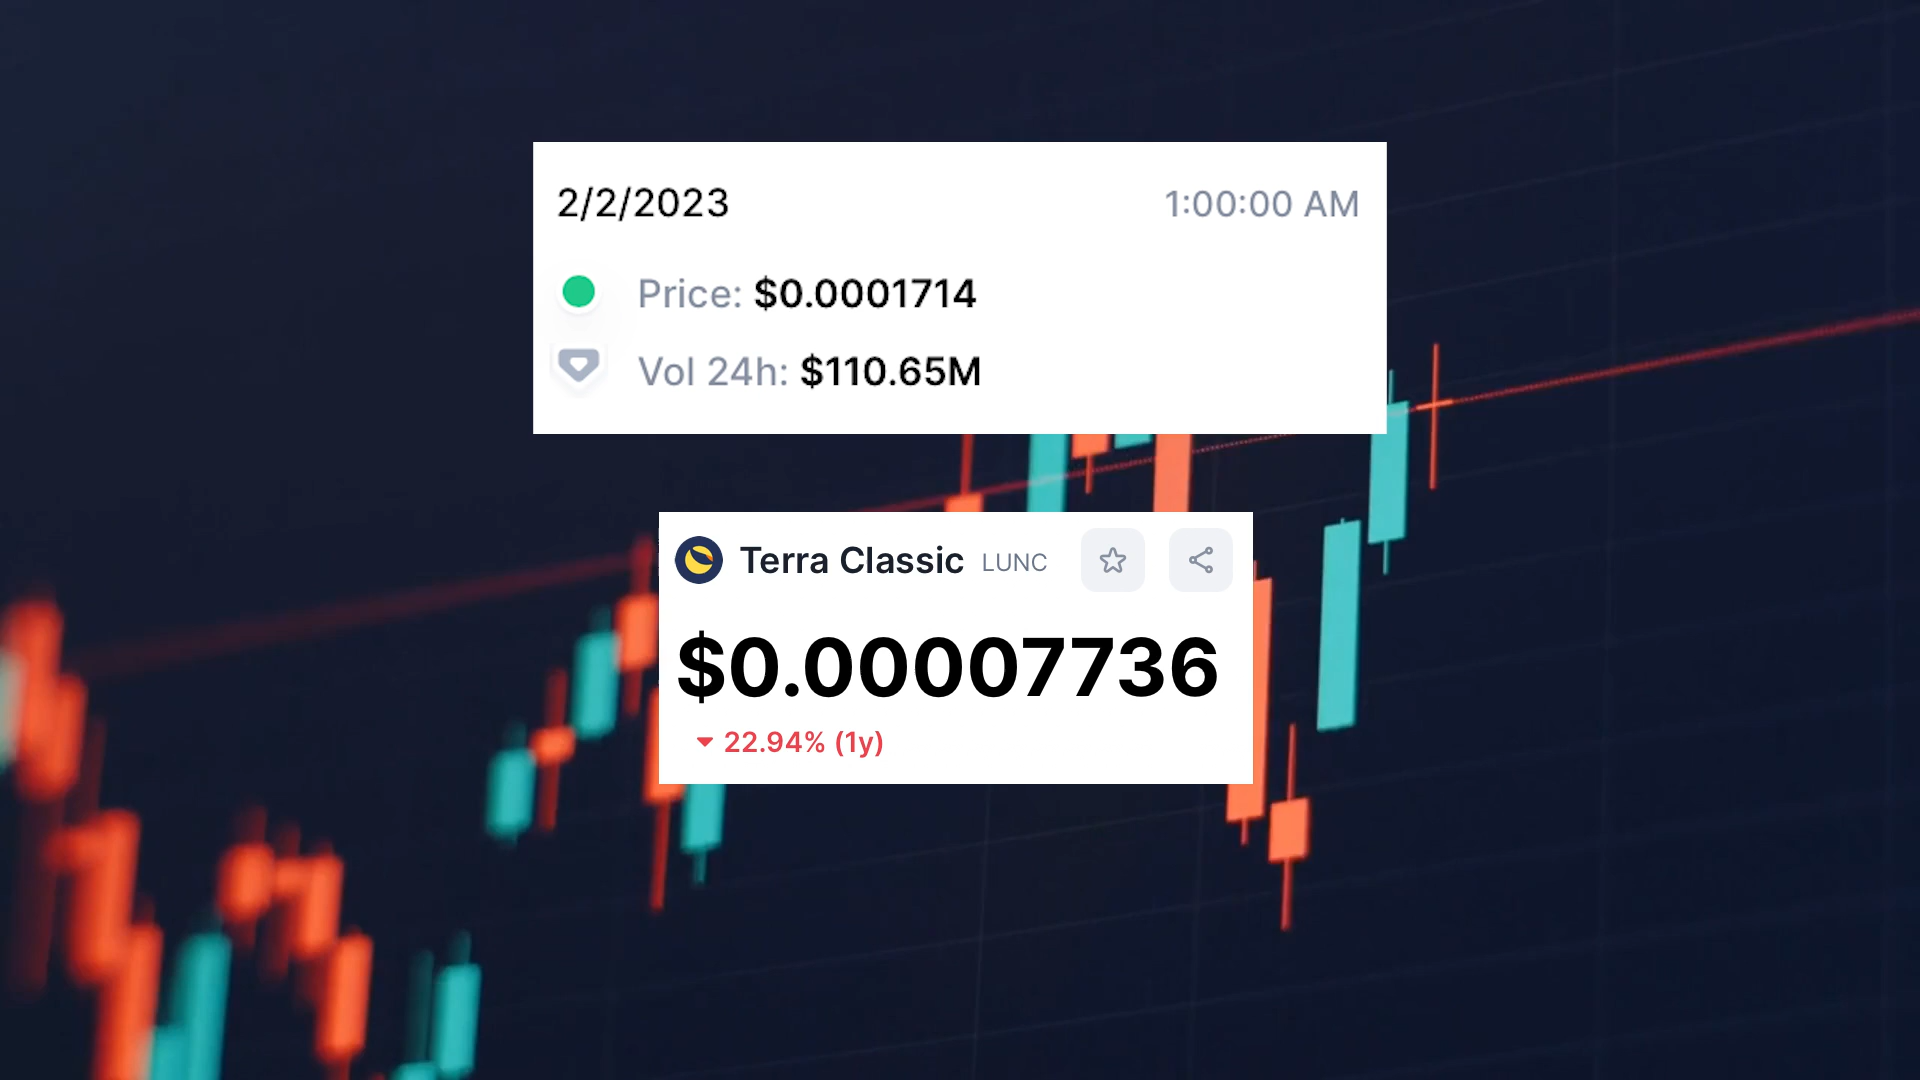 2/2/2023 1:00:00 AM
Price: $0.0001714
Vol 24h: $110.65M
Terra Classic LUNC
$0.00007736
22.94% (1y)